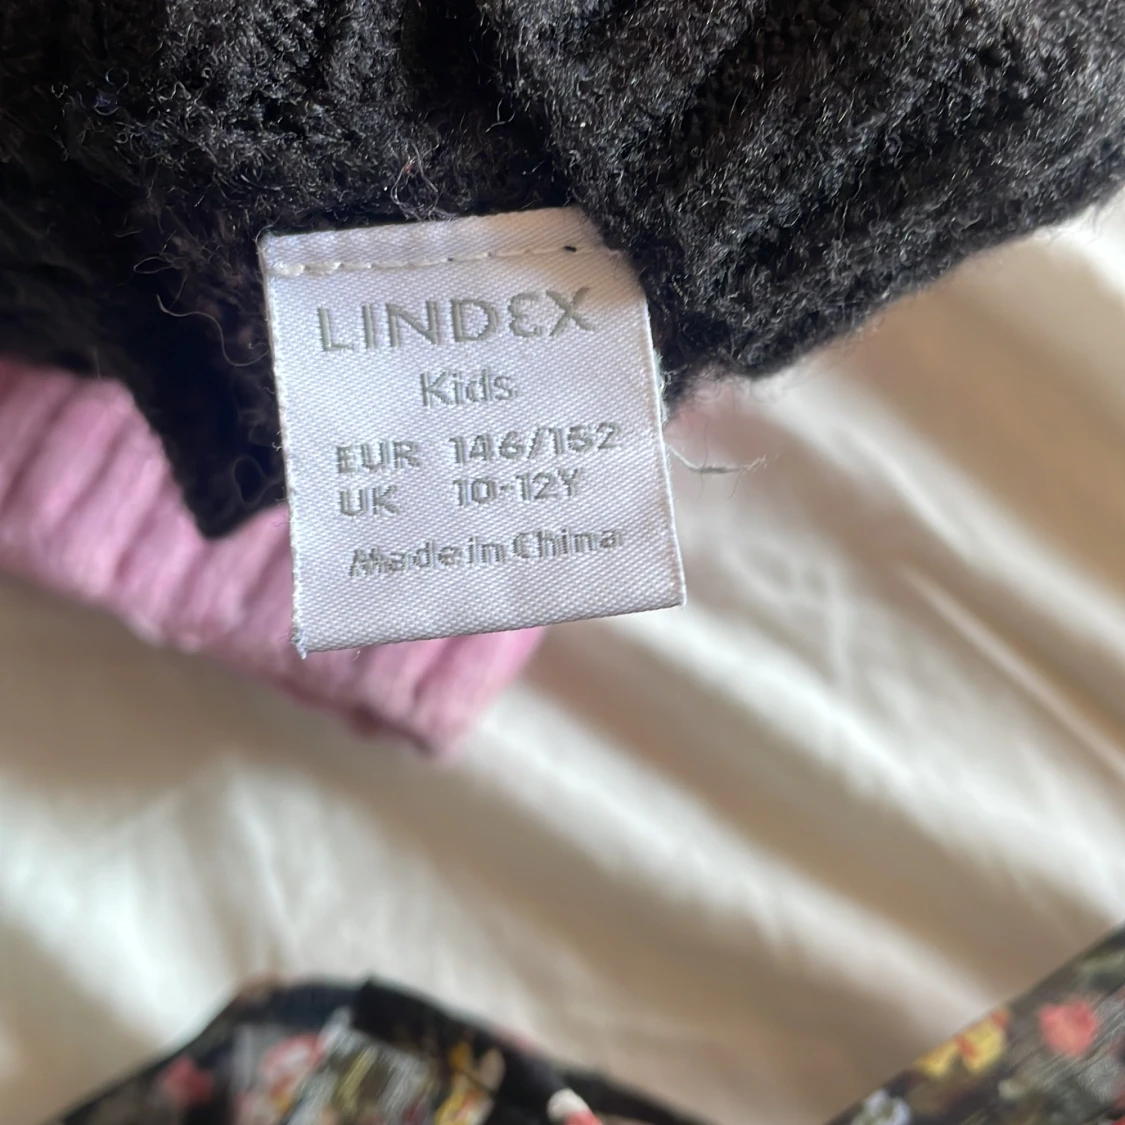 LINDEX
Kids
EUR 146/152
UK 10-12Y
Made in China